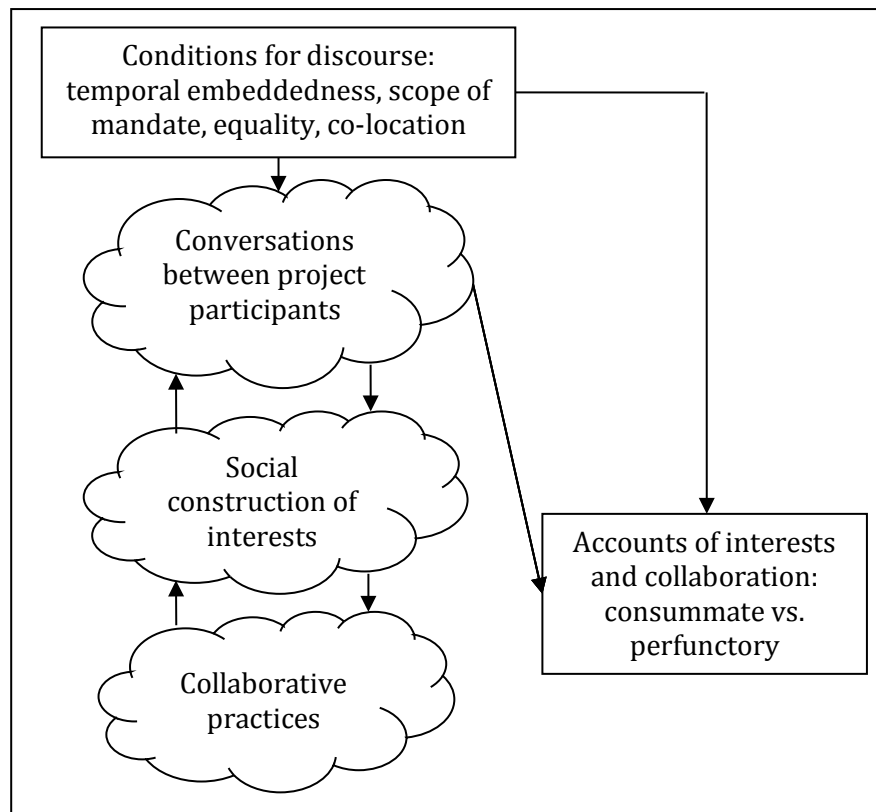 Conditions for discourse:
temporal embeddedness, scope of
mandate, equality, co-location
Conversations
between project
participants
Social
construction of
interests
Accounts of interests
and collaboration:
consummate vs.
perfunctory
Collaborative
practices